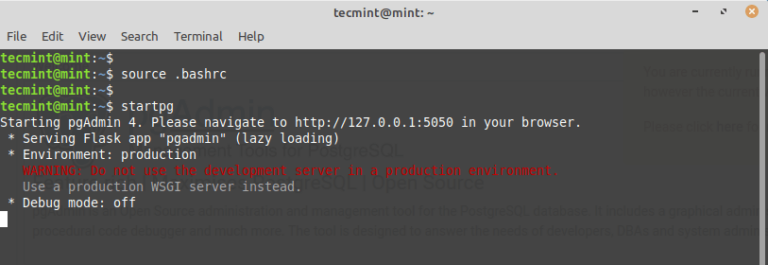 tecmint@mint: ~
File Edit View Search Terminal Help
tecmint@mint:~$
tecmint@mint:~$ source .bashrc
tecmint@mint:~$
tecmint@mint:~$ startpg
Starting pgAdmin 4. Please navigate to http://127.0.0.1:5050 in your browser.
* Serving Flask app "pgadmin" (lazy loading)
* Environment: production
WARNING: Do not use the development server in a production environment.
Use a production WSGI server instead.
* Debug mode: off